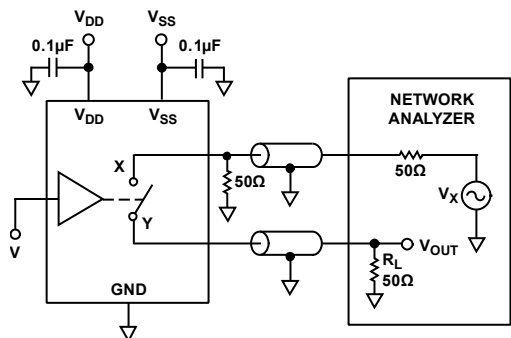 VDD
VSS
0.1µF
0.1µF
VDD
VSS
NETWORK
ANALYZER
X
50Ω
50Ω
VX
Y
V
VOUT
RL
50Ω
GND